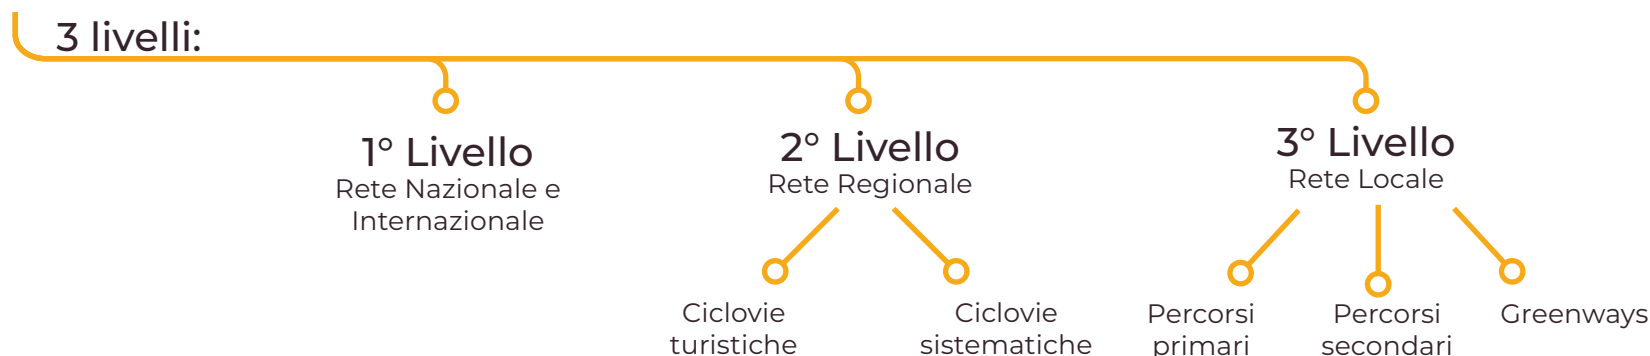 3 livelli:
1° Livello
Rete Nazionale e
Internazionale
2° Livello
Rete Regionale
Ciclovie
turistiche
Ciclovie
sistematiche
3° Livello
Rete Locale
Percorsi
primari
Percorsi
secondari
Greenways